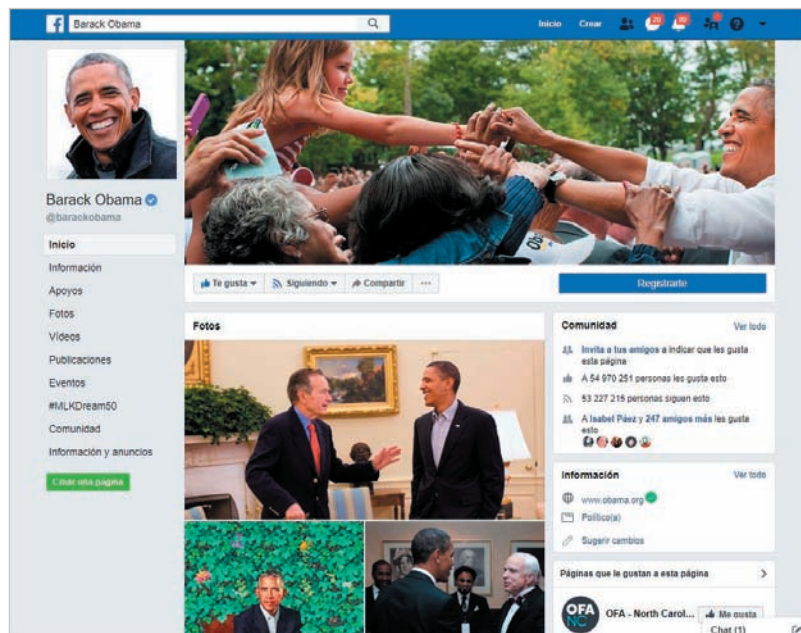 Barack Obama
Inicio Crear
Barack Obama
@barackobama
Inicio
Información
Apoyos
Fotos
Vídeos
Publicaciones
Eventos
#MLKDream50
Comunidad
Información y anuncios
Crear una página
Te gusta Siguiendo Compartir ...
Registrarte
Fotos
Comunidad Ver todo
Invita a tus amigos a indicar que les gusta
esta página
A 54 970 251 personas les gusta esto
53 227 215 personas siguen esto
A Isabel Páez y 247 amigos más les gusta
esto
Información Ver todo
www.obama.org
Político(a)
Sugerir cambios
Páginas que le gustan a esta página
OFA
NC
OFA - North Carol... Me gusta
Chat (1)